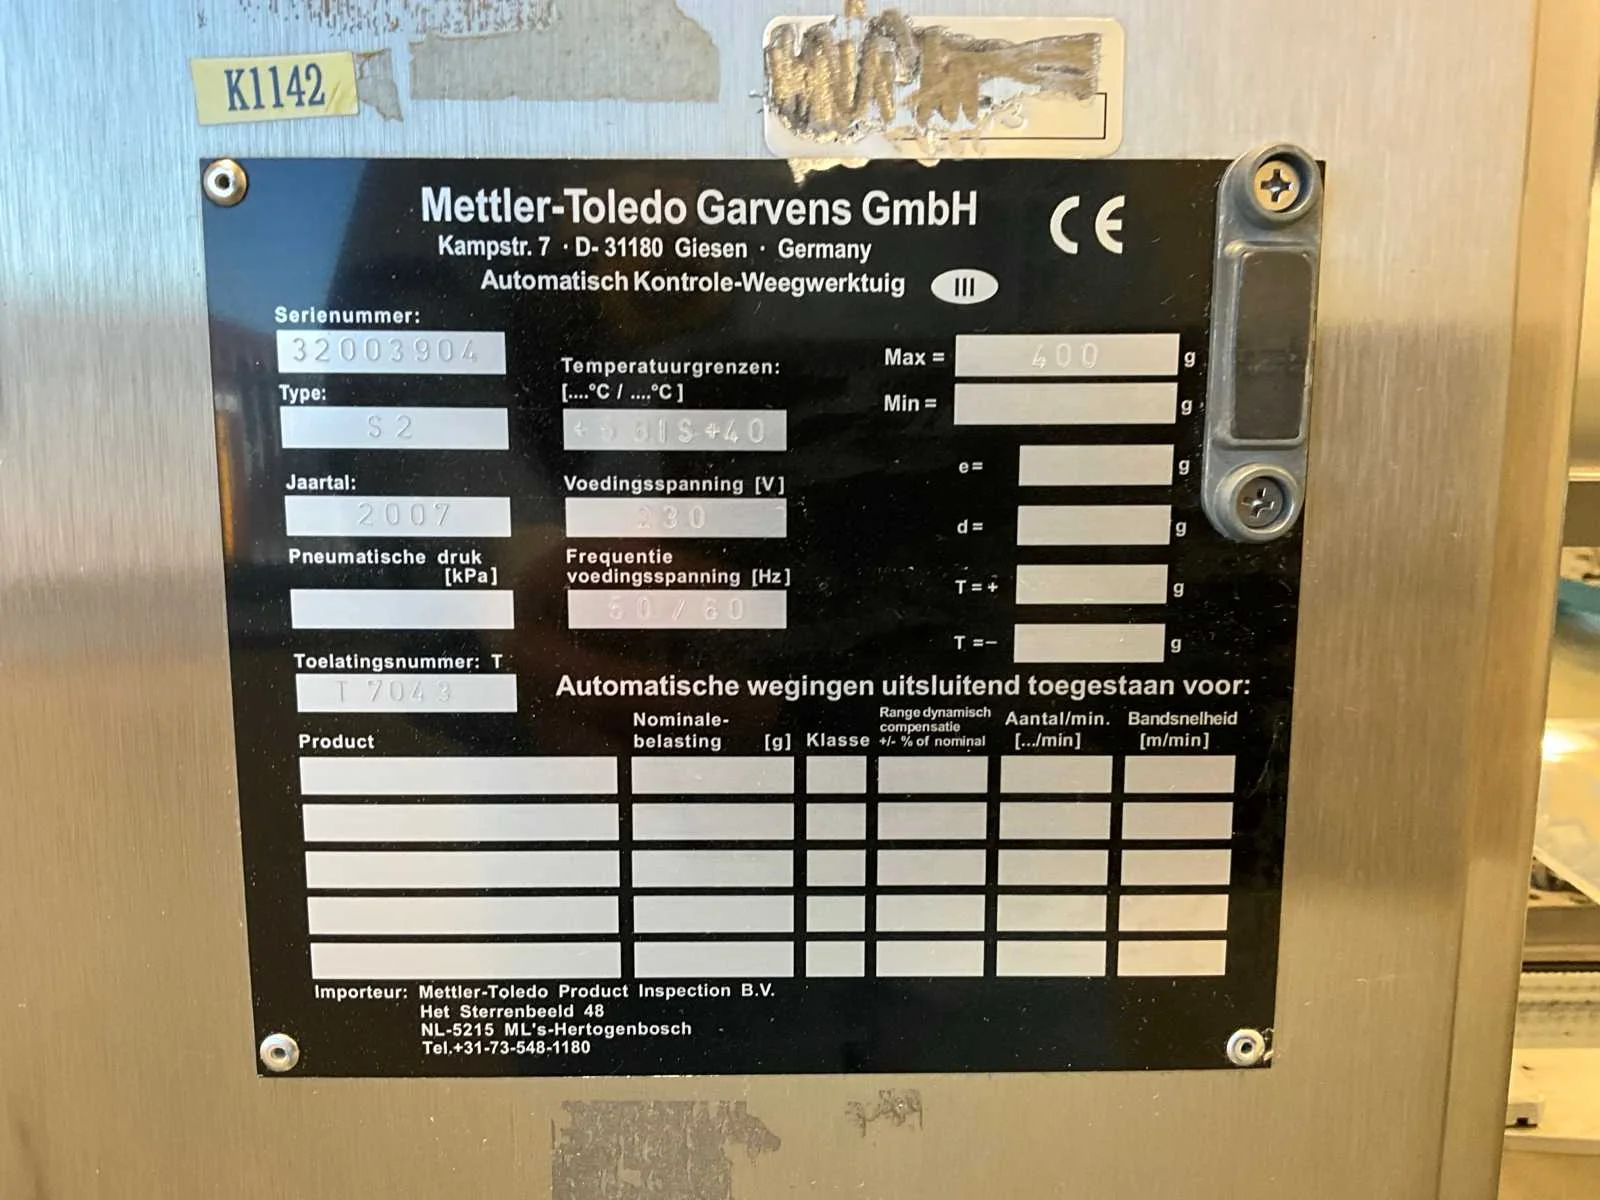 K1142
Mettler-Toledo Garvens GmbH
CE
Kampstr. 7 · D- 31180 Giesen · Germany
Automatisch Kontrole-Weegwerktuig III
Serienummer:
32003904
Type:
S2
Jaartal:
2007
Pneumatische druk
[kPa]
Toelatingsnummer: T
T 7043
Temperatuurgrenzen:
[....°C / ....°C]
+5 BIS +40
Voedingsspanning [V]
230
Frequentie
voedingsspanning [Hz]
50 / 60
Max = 400 g
Min = g
e= g
d= g
T = + g
T =− g
Automatische wegingen uitsluitend toegestaan voor:
Product
Nominale-
belasting [g]
Klasse
Range dynamisch
compensatie
+/- % of nominal
Aantal/min.
[.../min]
Bandsnelheid
[m/min]
Importeur: Mettler-Toledo Product Inspection B.V.
Het Sterrenbeeld 48
NL-5215 ML's-Hertogenbosch
Tel.+31-73-548-1180